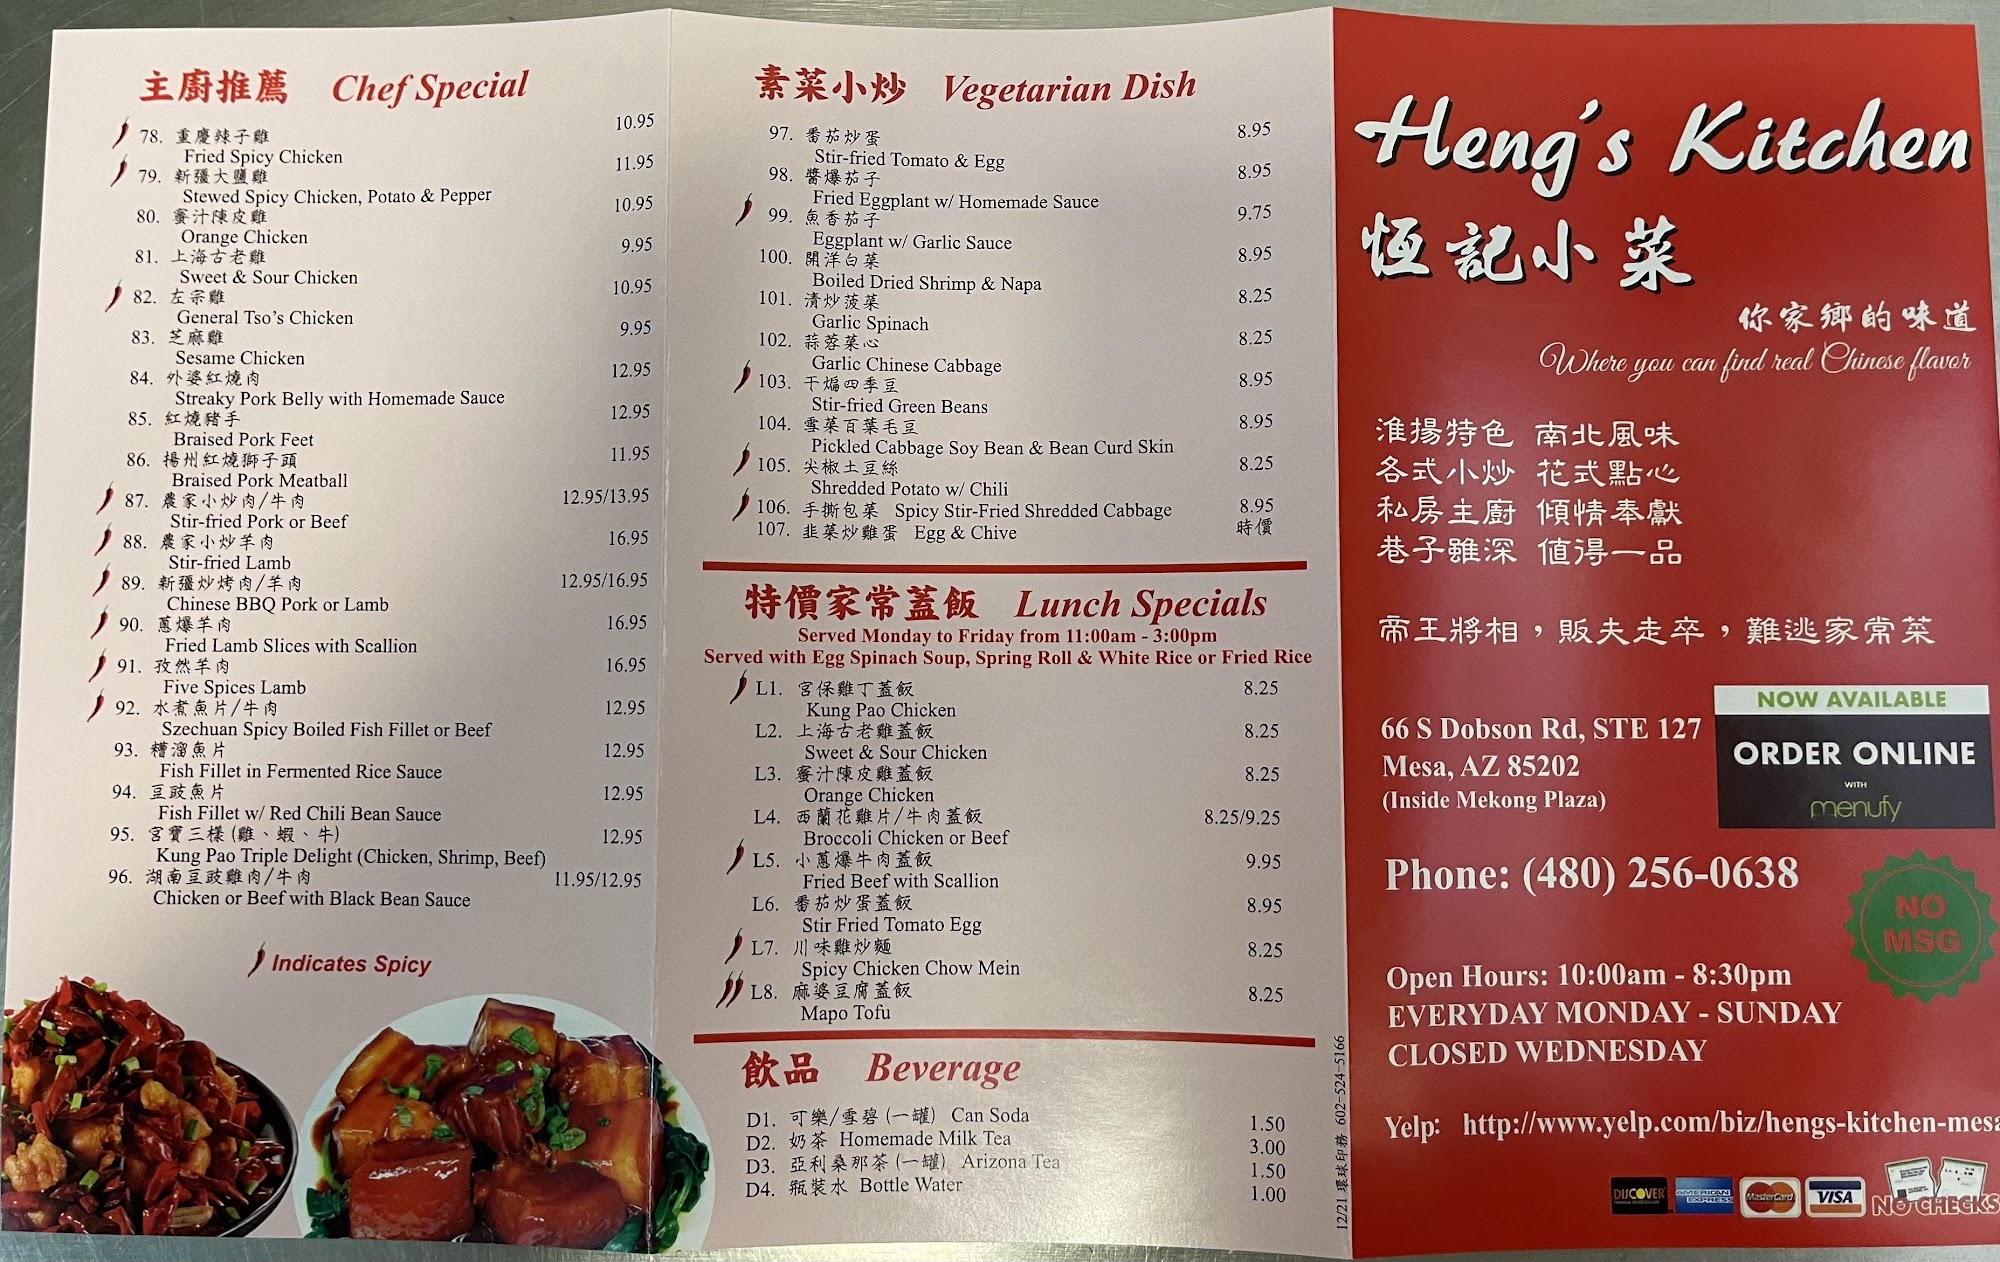 主廚推薦 Chef Special
78. 重慶辣子雞 10.95
Fried Spicy Chicken
79. 新疆大鹽雞 11.95
Stewed Spicy Chicken, Potato & Pepper
80. 蜜汁陳皮雞 10.95
Orange Chicken
81. 上海古老雞 9.95
Sweet & Sour Chicken
82. 左宗雞 10.95
General Tso's Chicken
83. 芝麻雞 9.95
Sesame Chicken
84. 外婆紅燒肉 12.95
Streaky Pork Belly with Homemade Sauce
85. 紅燒豬手 12.95
Braised Pork Feet
86. 揚州紅燒獅子頭 11.95
Braised Pork Meatball
87. 農家小炒肉/牛肉 12.95/13.95
Stir-fried Pork or Beef
88. 農家小炒羊肉 16.95
Stir-fried Lamb
89. 新疆炒烤肉/羊肉 12.95/16.95
Chinese BBQ Pork or Lamb
90. 蔥爆羊肉 16.95
Fried Lamb Slices with Scallion
91. 孜然羊肉 16.95
Five Spices Lamb
92. 水煮魚片/牛肉 12.95
Szechuan Spicy Boiled Fish Fillet or Beef
93. 糟溜魚片 12.95
Fish Fillet in Fermented Rice Sauce
94. 豆豉魚片 12.95
Fish Fillet w/ Red Chili Bean Sauce
95. 宮寶三樣 (雞、蝦、牛) 12.95
Kung Pao Triple Delight (Chicken, Shrimp, Beef)
96. 湖南豆豉雞肉/牛肉 11.95/12.95
Chicken or Beef with Black Bean Sauce
Indicates Spicy
素菜小炒 Vegetarian Dish
97. 番茄炒蛋 8.95
Stir-fried Tomato & Egg
98. 醬爆茄子 8.95
Fried Eggplant w/ Homemade Sauce
99. 魚香茄子 9.75
Eggplant w/ Garlic Sauce
100. 開洋白菜 8.95
Boiled Dried Shrimp & Napa
101. 清炒菠菜 8.25
Garlic Spinach
102. 蒜蓉菜心 8.25
Garlic Chinese Cabbage
103. 干煸四季豆 8.95
Stir-fried Green Beans
104. 雪菜百葉毛豆 8.95
Pickled Cabbage Soy Bean & Bean Curd Skin
105. 尖椒土豆絲 8.25
Shredded Potato w/ Chili
106. 手撕包菜 Spicy Stir-Fried Shredded Cabbage 8.95
107. 韭菜炒雞蛋 Egg & Chive 時價
特價家常蓋飯 Lunch Specials
Served Monday to Friday from 11:00am - 3:00pm
Served with Egg Spinach Soup, Spring Roll & White Rice or Fried Rice
L1. 宮保雞丁蓋飯 8.25
Kung Pao Chicken
L2. 上海古老雞蓋飯 8.25
Sweet & Sour Chicken
L3. 蜜汁陳皮雞蓋飯 8.25
Orange Chicken
L4. 西蘭花雞片/牛肉蓋飯 8.25/9.25
Broccoli Chicken or Beef
L5. 小蔥爆牛肉蓋飯 9.95
Fried Beef with Scallion
L6. 番茄炒蛋蓋飯 8.95
Stir Fried Tomato Egg
L7. 川味雞炒麵 8.25
Spicy Chicken Chow Mein
L8. 麻婆豆腐蓋飯 8.25
Mapo Tofu
飲品 Beverage
D1. 可樂/雪碧 (一罐) Can Soda 1.50
D2. 奶茶 Homemade Milk Tea 3.00
D3. 亞利桑那茶 (一罐) Arizona Tea 1.50
D4. 瓶裝水 Bottle Water 1.00
12/21 環球印務 602-524-5166
Heng's Kitchen
恆記小菜
你家鄉的味道
Where you can find real Chinese flavor
淮揚特色 南北風味
各式小炒 花式點心
私房主廚 傾情奉獻
巷子雖深 值得一品
帝王將相，販夫走卒，難逃家常菜
66 S Dobson Rd, STE 127
Mesa, AZ 85202
(Inside Mekong Plaza)
NOW AVAILABLE
ORDER ONLINE
WITH
menufy
Phone: (480) 256-0638
NO
MSG
Open Hours: 10:00am - 8:30pm
EVERYDAY MONDAY - SUNDAY
CLOSED WEDNESDAY
Yelp: http://www.yelp.com/biz/hengs-kitchen-mesa
DISCOVER AMERICAN EXPRESS MasterCard VISA NO CHECKS